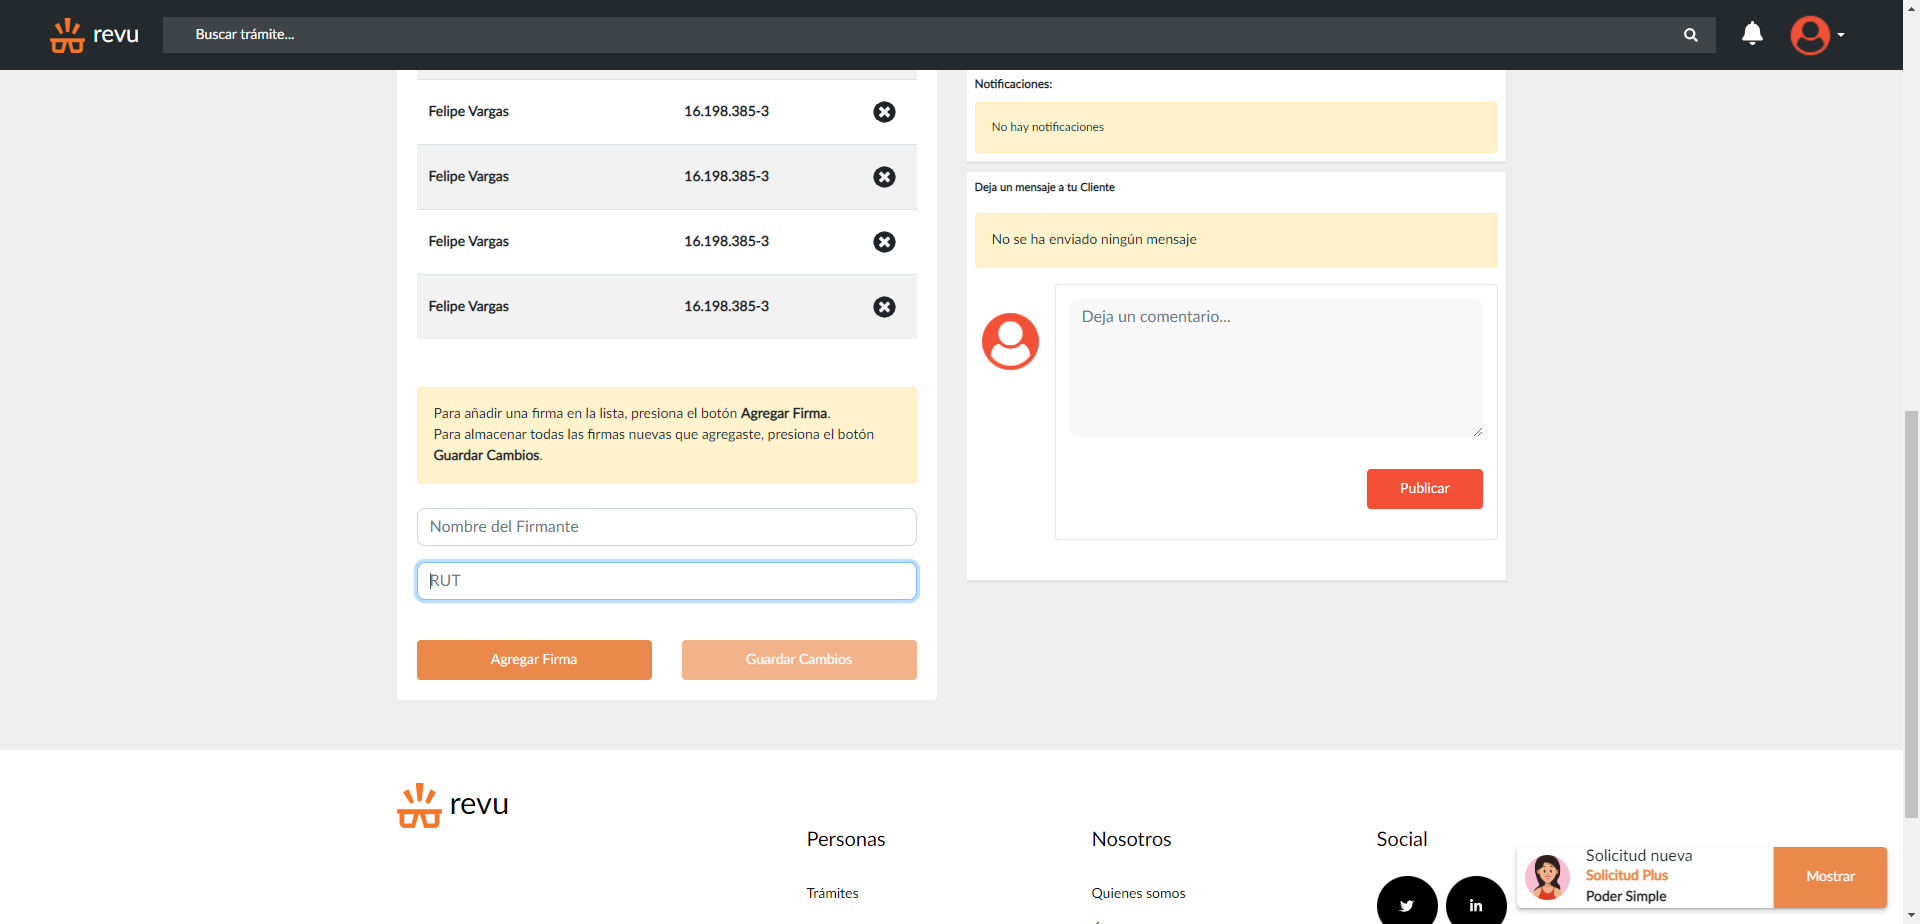 revu
Buscar trámite...
Felipe Vargas 16.198.385-3
Felipe Vargas 16.198.385-3
Felipe Vargas 16.198.385-3
Felipe Vargas 16.198.385-3
Para añadir una firma en la lista, presiona el botón Agregar Firma.
Para almacenar todas las firmas nuevas que agregaste, presiona el botón
Guardar Cambios.
Nombre del Firmante
RUT
Agregar Firma
Guardar Cambios
Notificaciones:
No hay notificaciones
Deja un mensaje a tu Cliente
No se ha enviado ningún mensaje
Deja un comentario...
Publicar
revu
Personas
Trámites
Nosotros
Quienes somos
Social
in
Solicitud nueva
Solicitud Plus
Poder Simple
Mostrar